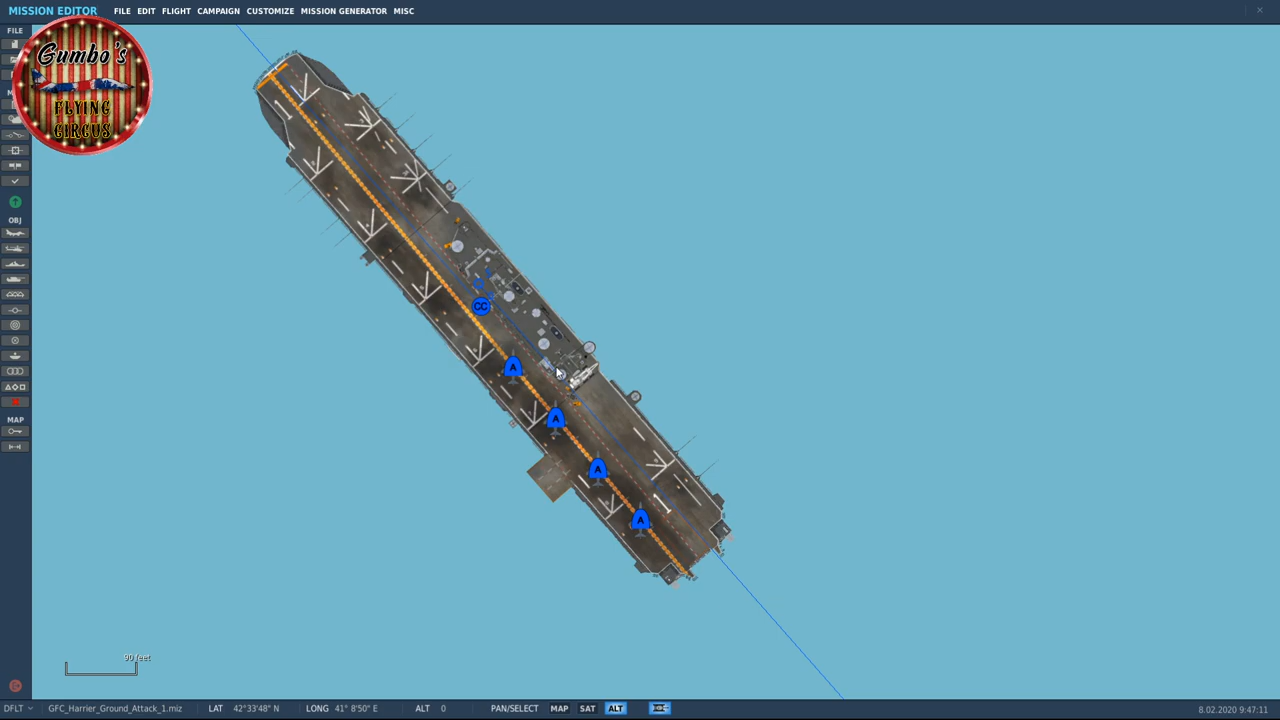 MISSION EDITOR FILE EDIT FLIGHT CAMPAIGN CUSTOMIZE MISSION GENERATOR MISC
FILE
Gumbo's
FLYING
CIRCUS
OBJ
MAP
CC
A
A
A
A
90 feet
DFLT GFC_Harrier_Ground_Attack_1.miz LAT 42°33'48" N LONG 41° 8'50" E ALT 0 PAN/SELECT MAP SAT ALT 8.02.2020 9:47:11